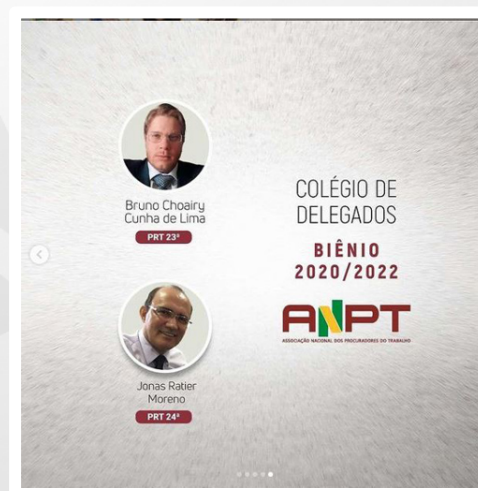 Bruno Choairy
Cunha de Lima
PRT 23ª
Jonas Ratier
Moreno
PRT 24ª
COLÉGIO DE
DELEGADOS
BIÊNIO
2020/2022
ANPT
ASSOCIAÇÃO NACIONAL DOS PROCURADORES DO TRABALHO